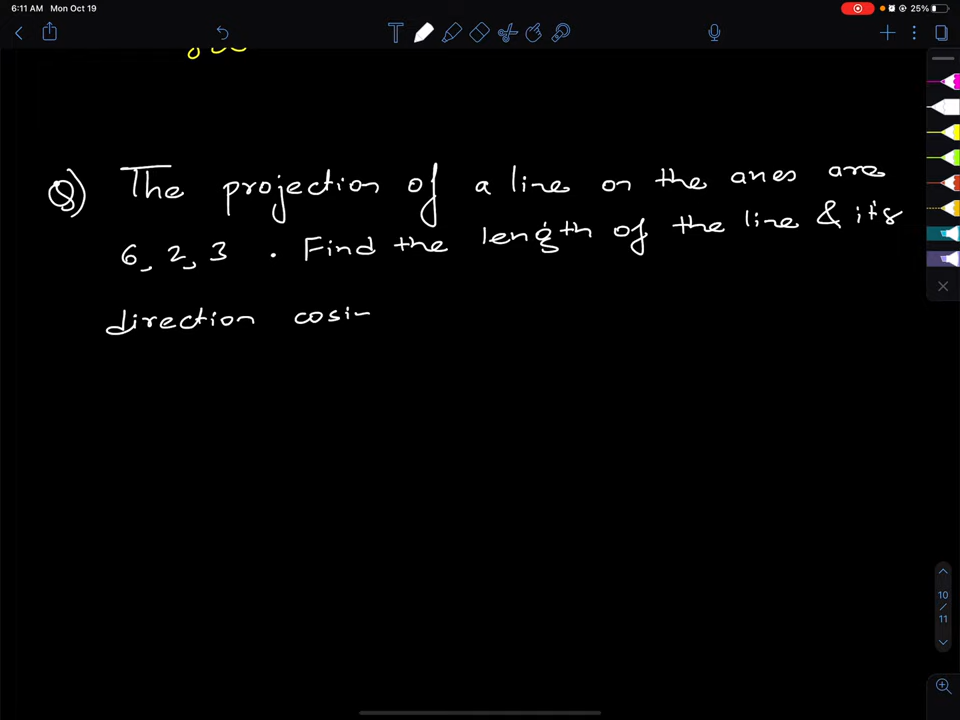 6:11 AM Mon Oct 19
25%
Q) The projection of a line on the axes are
6, 2, 3 . Find the length of the line & it's
direction cosin
10
/
11